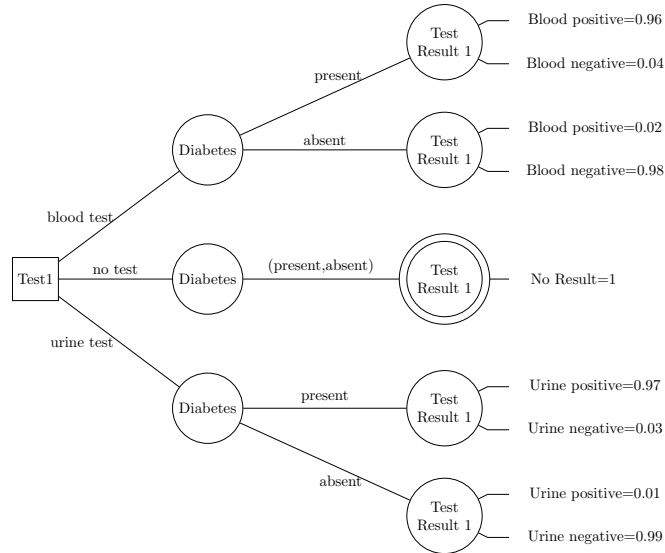 Test
Result 1
Blood positive=0.96
Blood negative=0.04
present
Diabetes
absent
Test
Result 1
Blood positive=0.02
Blood negative=0.98
blood test
Test1
no test
Diabetes
(present,absent)
Test
Result 1
No Result=1
urine test
Diabetes
present
Test
Result 1
Urine positive=0.97
Urine negative=0.03
absent
Test
Result 1
Urine positive=0.01
Urine negative=0.99